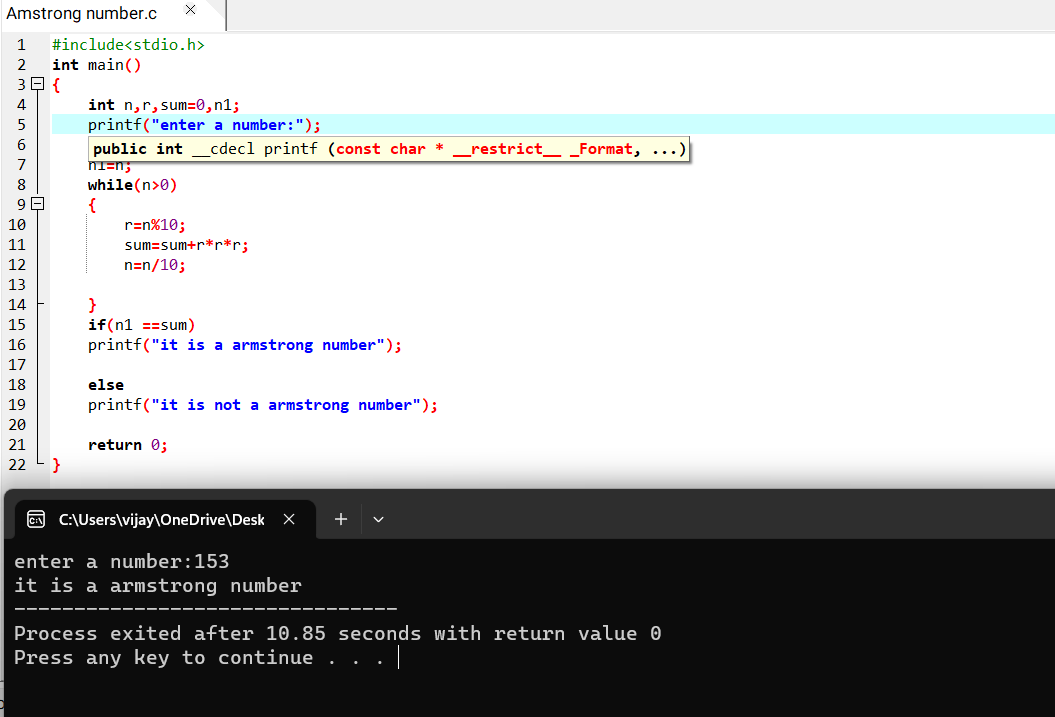 Amstrong number.c ×
1 #include<stdio.h>
2 int main()
3 {
4 int n,r,sum=0,n1;
5 printf("enter a number:");
6 public int __cdecl printf (const char * __restrict__ _Format, ...)
7 n1=n;
8 while(n>0)
9 {
10 r=n%10;
11 sum=sum+r*r*r;
12 n=n/10;
13
14 }
15 if(n1 ==sum)
16 printf("it is a armstrong number");
17
18 else
19 printf("it is not a armstrong number");
20
21 return 0;
22 }
C:\Users\vijay\OneDrive\Desk × +
enter a number:153
it is a armstrong number
--------------------------------
Process exited after 10.85 seconds with return value 0
Press any key to continue . . .